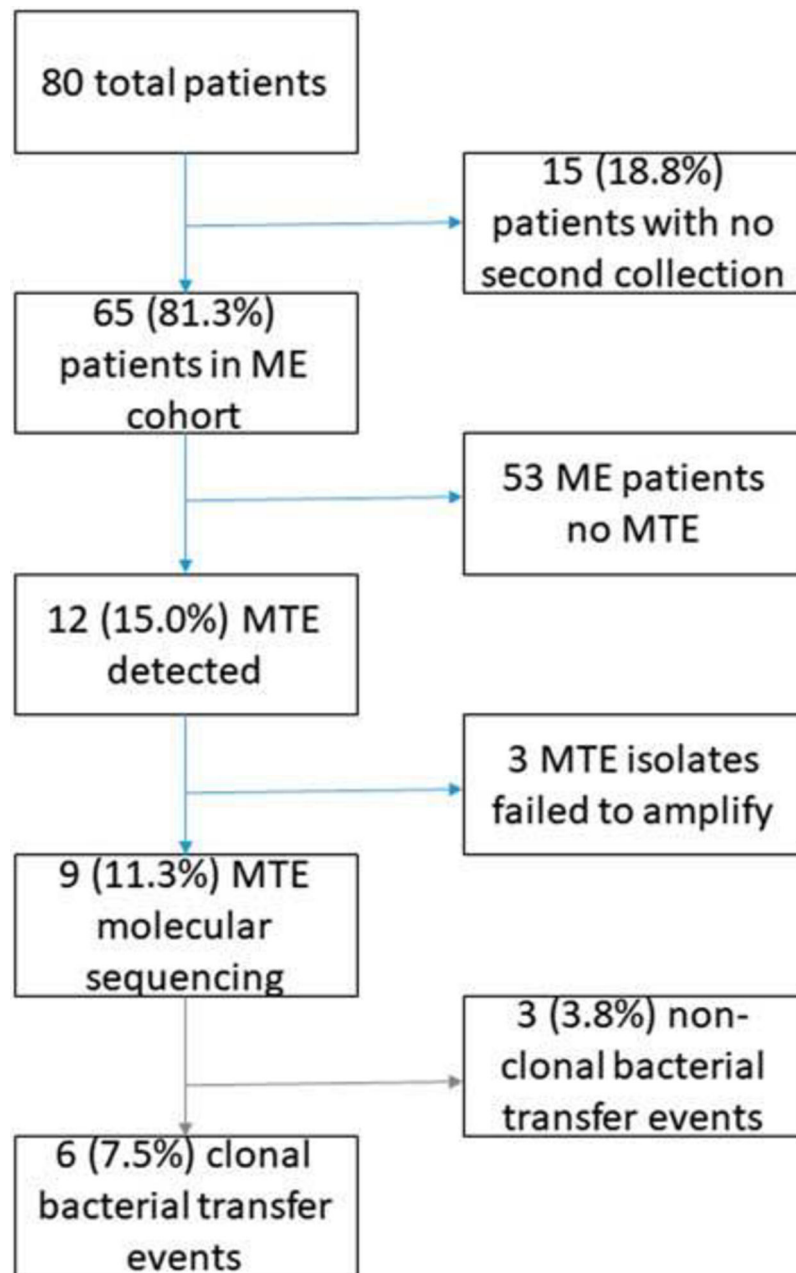 80 total patients
15 (18.8%)
patients with no
second collection
65 (81.3%)
patients in ME
cohort
53 ME patients
no MTE
12 (15.0%) MTE
detected
3 MTE isolates
failed to amplify
9 (11.3%) MTE
molecular
sequencing
3 (3.8%) non-
clonal bacterial
transfer events
6 (7.5%) clonal
bacterial transfer
events